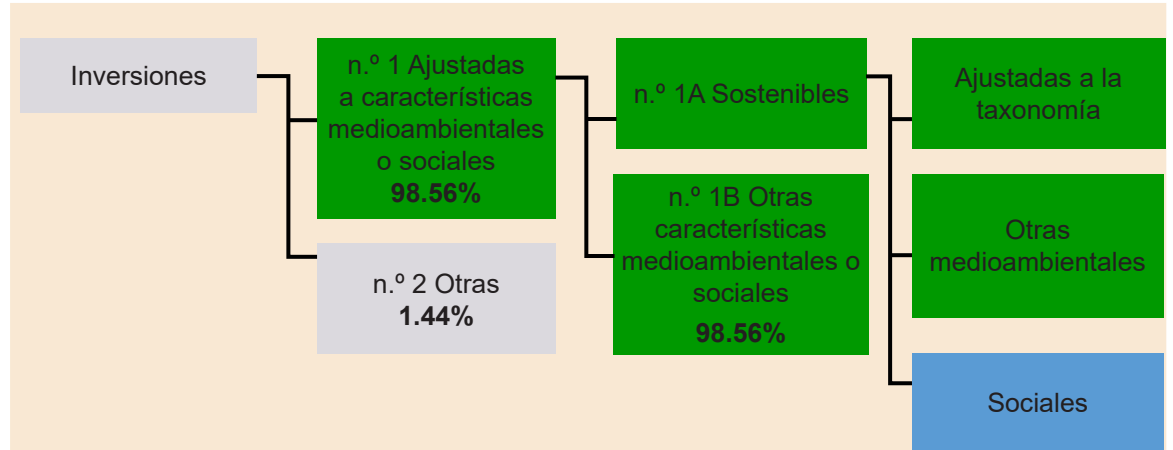 Inversiones
n.º 1 Ajustadas
a características
medioambientales
o sociales
98.56%
n.º 2 Otras
1.44%
n.º 1A Sostenibles
n.º 1B Otras
características
medioambientales o
sociales
98.56%
Ajustadas a la
taxonomía
Otras
medioambientales
Sociales